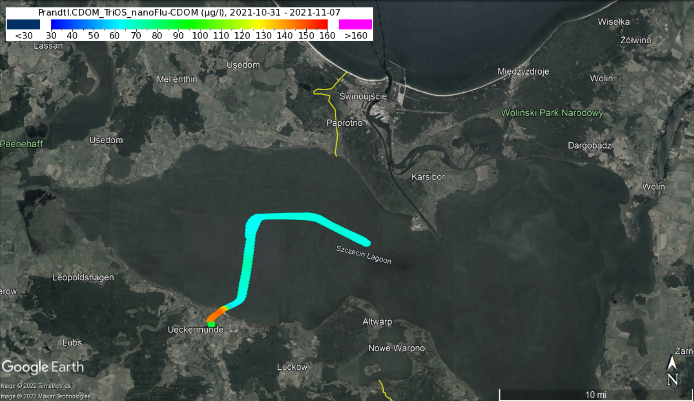 Prandtl.CDOM_TriOS_nanoFlu-CDOM (µg/l), 2021-10-31 - 2021-11-07
<30 30 40 50 60 70 80 90 100 110 120 130 140 150 160 >160
Lassan
Usedom
Mellenthin
Wisełka
Żółwino
Międzyzdroje
Wolin
Świnoujście
Woliński Park Narodowy
Paprotno
Usedom
Peenehaff
Dargobądz
Karsibór
Wolin
Szczecin Lagoon
Leopoldshagen
Altwarp
Ueckermünde
Lübs
Nowe Warpno
Luckow
Google Earth
Image © 2022 TerraMetrics
Image © 2022 Maxar Technologies
N
10 mi